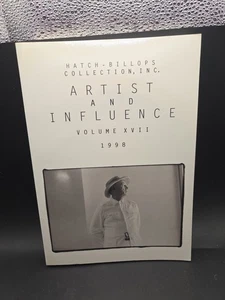 HATCH-BILLOPS
COLLECTION, INC.
ARTIST
AND
INFLUENCE
VOLUME XVII
1998